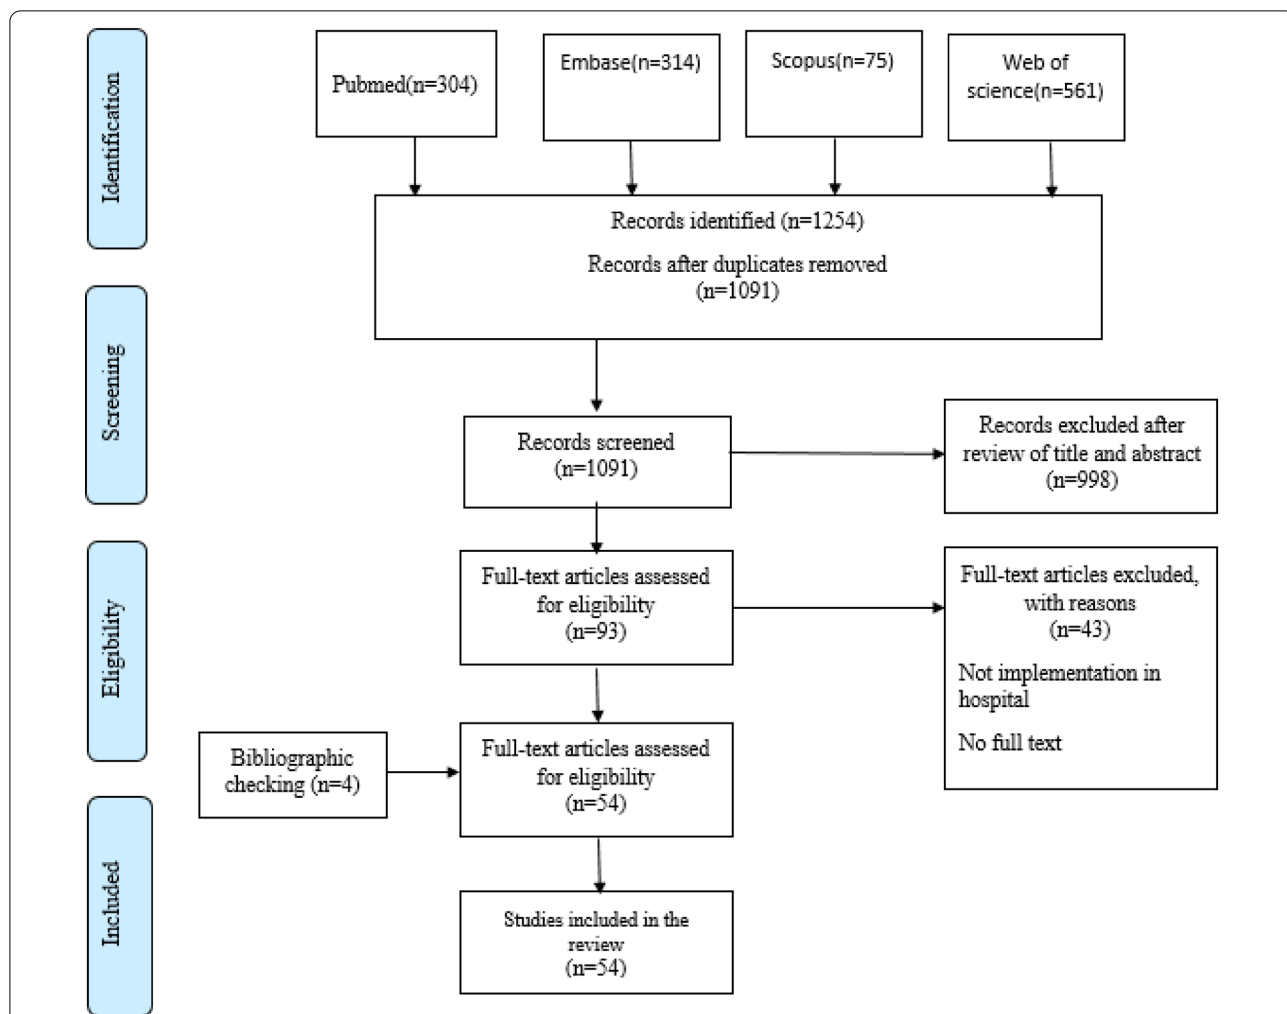 Identification
Pubmed(n=304)
Embase(n=314)
Scopus(n=75)
Web of
science(n=561)
Records identified (n=1254)
Records after duplicates removed
(n=1091)
Screening
Records screened
(n=1091)
Records excluded after
review of title and abstract
(n=998)
Eligibility
Full-text articles assessed
for eligibility
(n=93)
Full-text articles excluded,
with reasons
(n=43)
Not implementation in
hospital
No full text
Bibliographic
checking (n=4)
Full-text articles assessed
for eligibility
(n=54)
Included
Studies included in the
review
(n=54)